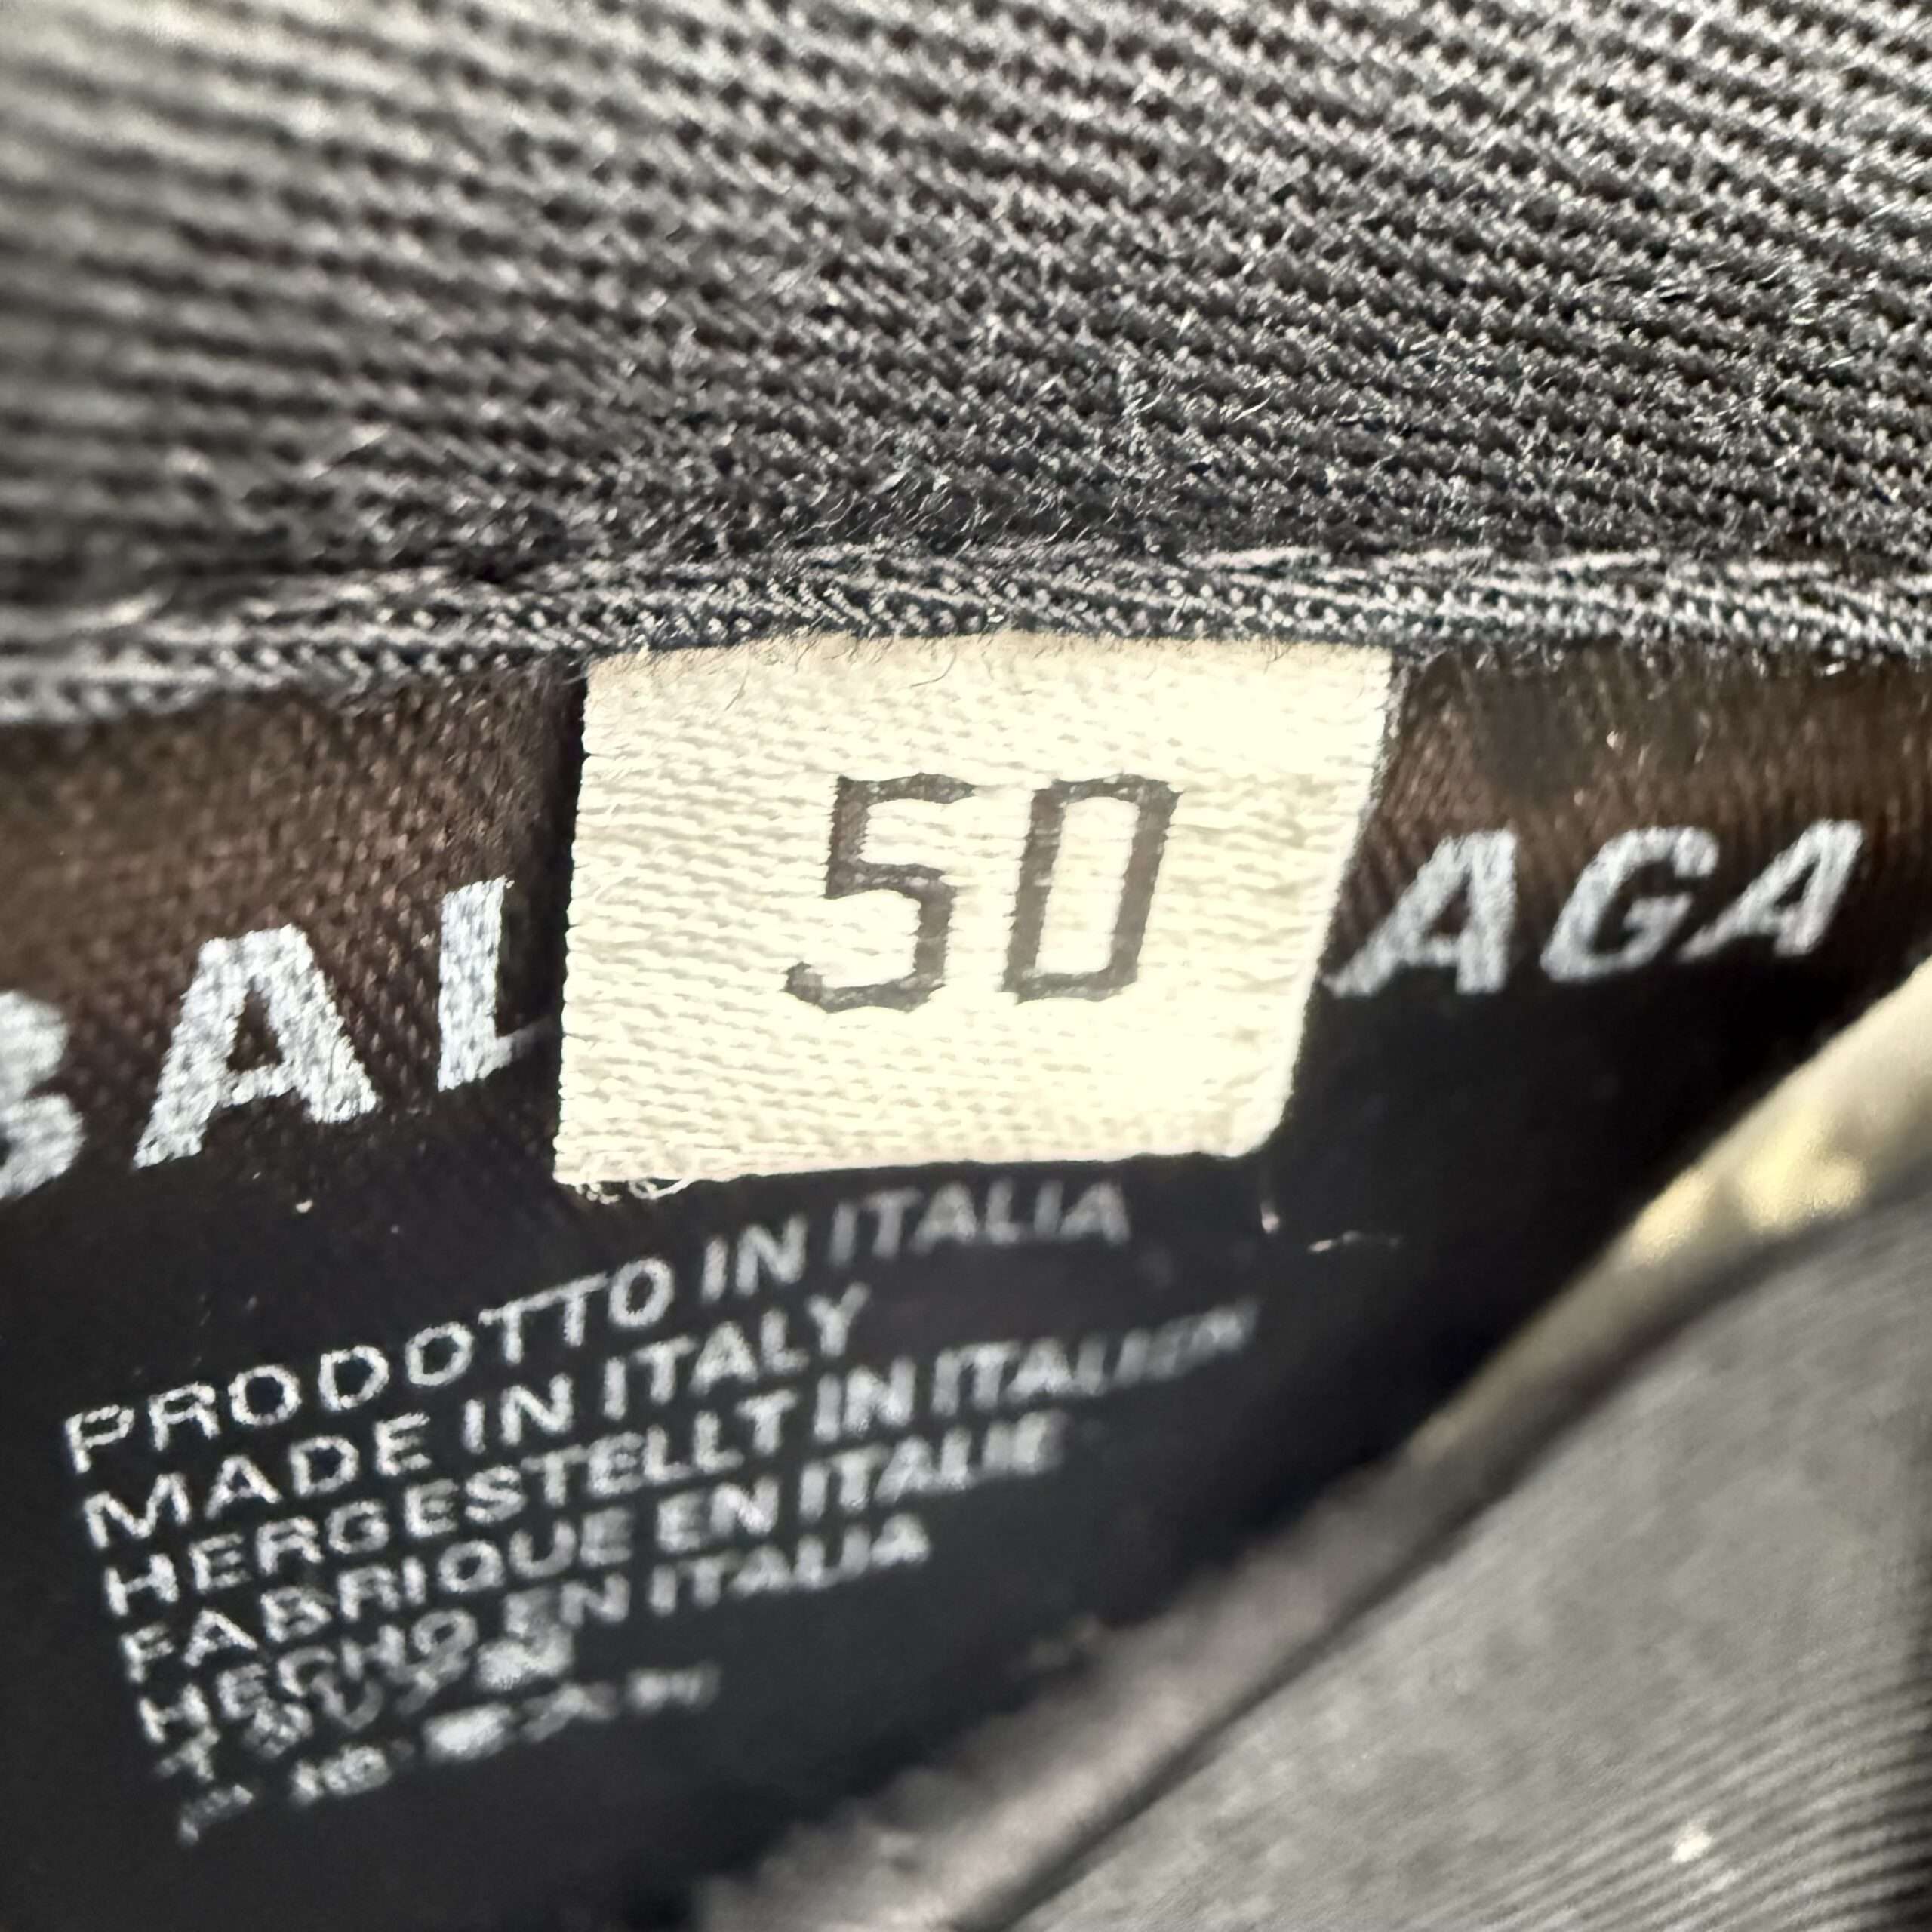 50
BAL AGA
PRODOTTO IN ITALIA
MADE IN ITALY
HERGESTELLT IN ITALIEN
FABRIQUE EN ITALIE
HECHO EN ITALIA